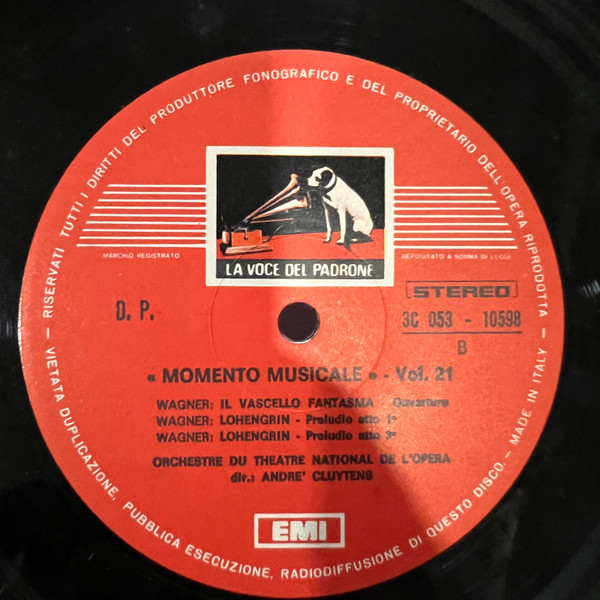 — RISERVATI TUTTI I DIRITTI DEL PRODUTTORE FONOGRAFICO E DEL PROPRIETARIO DELL'OPERA RIPRODOTTA —
LA VOCE DEL PADRONE
MARCHIO REGISTRATO
DEPOSITATO A NORMA DI LEGGE
STEREO
D. P.
3C 053 - 10598
B
« MOMENTO MUSICALE » - Vol. 21
WAGNER: IL VASCELLO FANTASMA - Ouverture
WAGNER: LOHENGRIN - Preludio atto 1°
WAGNER: LOHENGRIN - Preludio atto 3°
ORCHESTRE DU THEATRE NATIONAL DE L'OPERA
dir.: ANDRE' CLUYTENS
EMI
VIETATA DUPLICAZIONE, PUBBLICA ESECUZIONE, RADIODIFFUSIONE DI QUESTO DISCO. — MADE IN ITALY —